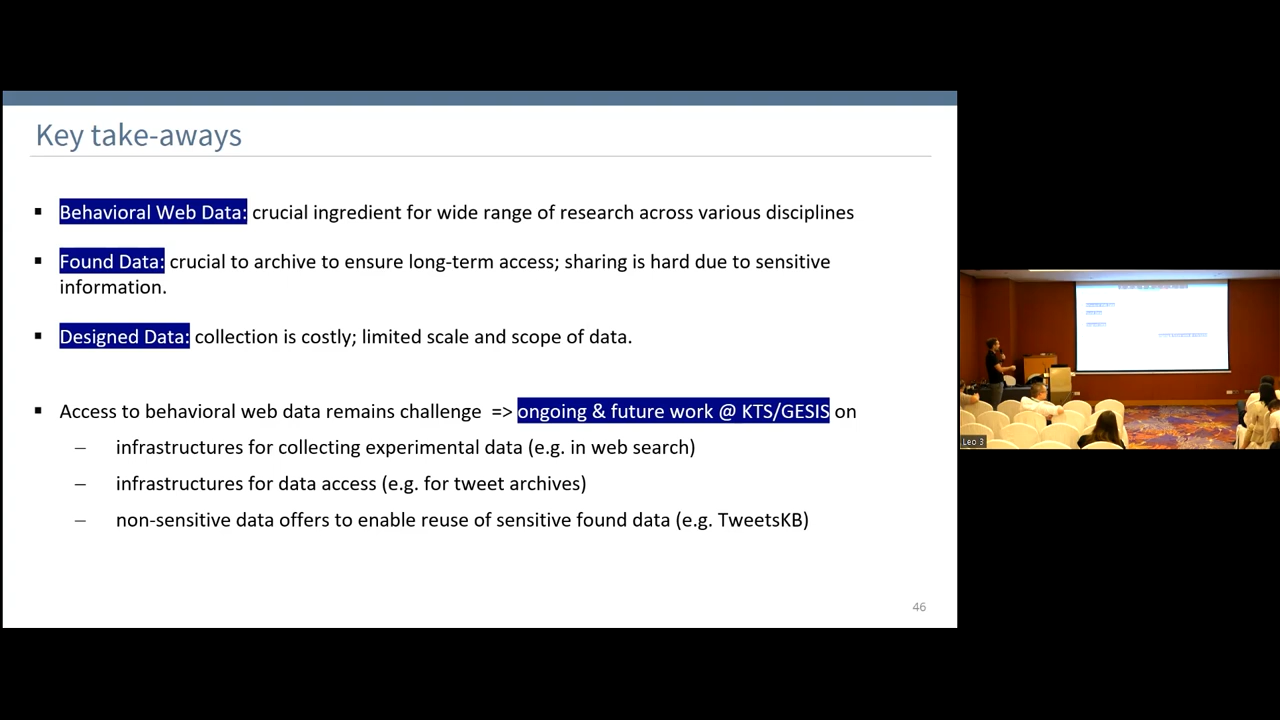 Key take-aways
▪ Behavioral Web Data: crucial ingredient for wide range of research across various disciplines
▪ Found Data: crucial to archive to ensure long-term access; sharing is hard due to sensitive
information.
▪ Designed Data: collection is costly; limited scale and scope of data.
▪ Access to behavioral web data remains challenge => ongoing & future work @ KTS/GESIS on
– infrastructures for collecting experimental data (e.g. in web search)
– infrastructures for data access (e.g. for tweet archives)
– non-sensitive data offers to enable reuse of sensitive found data (e.g. TweetsKB)
46
Leo 3